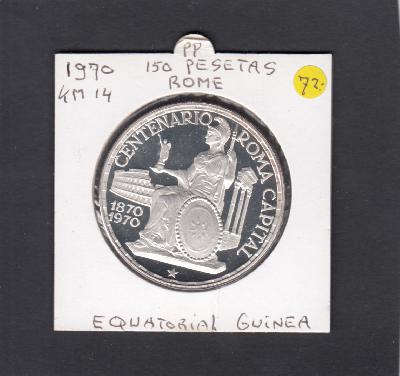 PP
1970 150 PESETAS
KM 14 ROME
72.
CENTENARIO ROMA CAPITAL
1870
1970
EQUATORIAL GUINEA